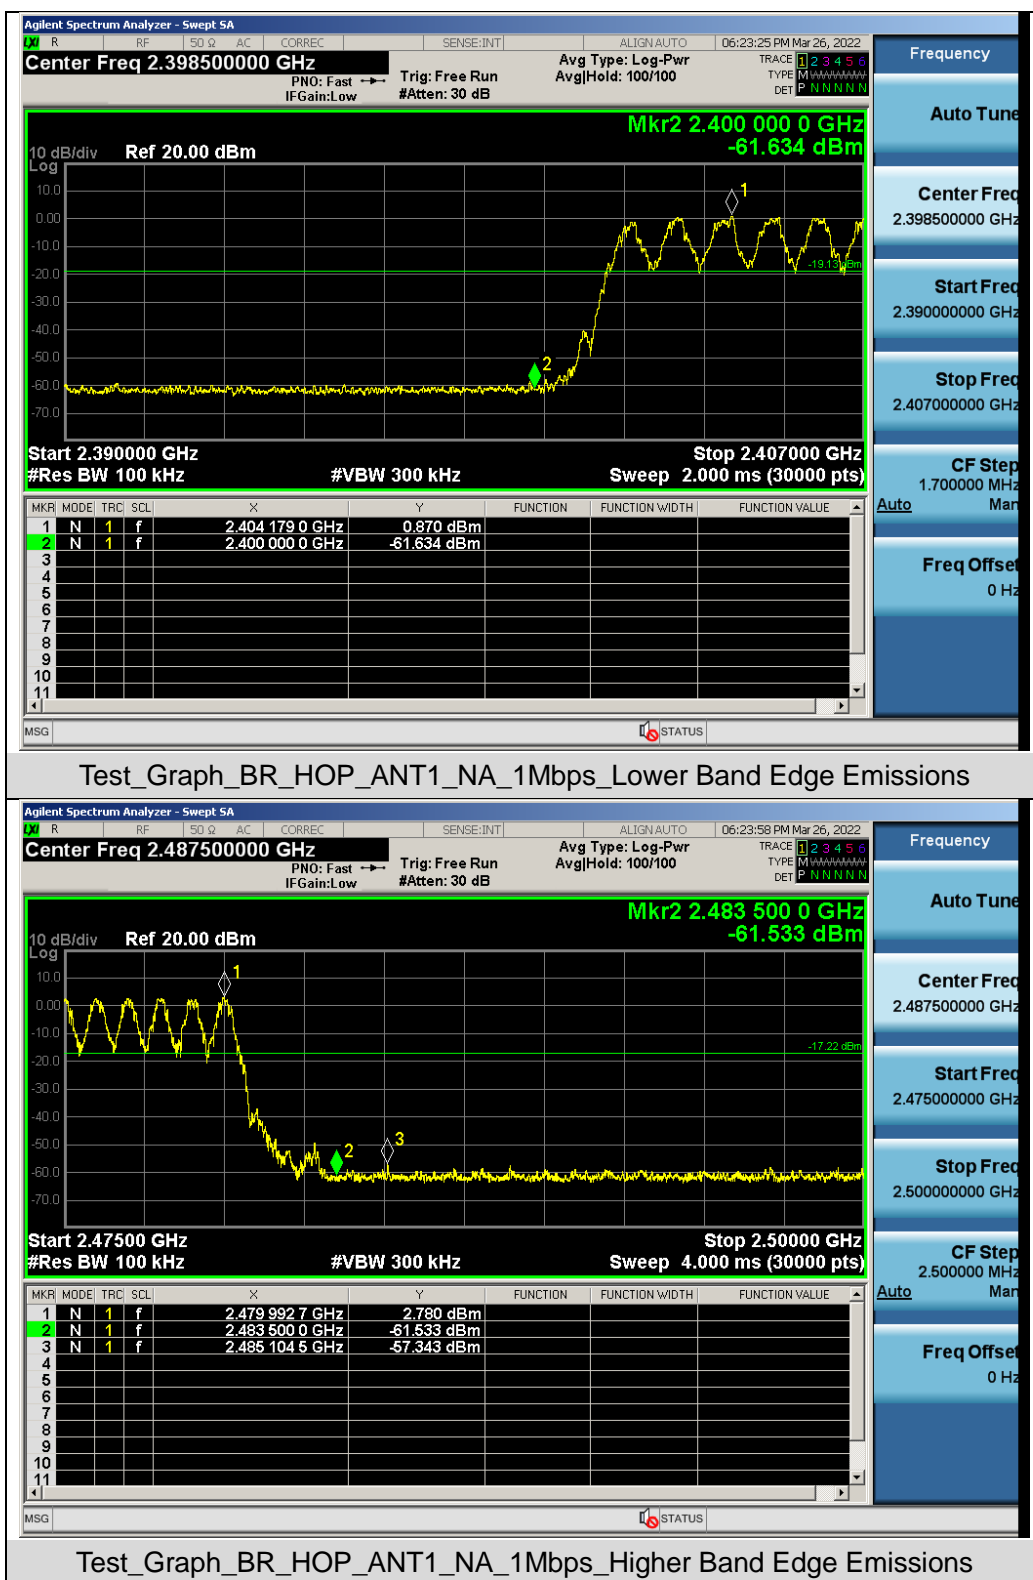 Agilent Spectrum Analyzer - Swept SA
LXI R RF 50 Ω AC CORREC SENSE:INT ALIGN AUTO 06:23:25 PM Mar 26, 2022
Center Freq 2.398500000 GHz Avg Type: Log-Pwr TRACE 1 2 3 4 5 6
PNO: Fast Trig: Free Run Avg|Hold: 100/100 TYPE M W W W W W
IFGain:Low #Atten: 30 dB DET P N N N N N
Frequency
Mkr2 2.400 000 0 GHz
-61.634 dBm
10 dB/div Ref 20.00 dBm
Log
10.0
0.00
-10.0
-20.0
-30.0
-40.0
-50.0
-60.0
-70.0
1
-19.13 dBm
2
Start 2.390000 GHz Stop 2.407000 GHz
#Res BW 100 kHz #VBW 300 kHz Sweep 2.000 ms (30000 pts)
MKR MODE TRC SCL X Y FUNCTION FUNCTION WIDTH FUNCTION VALUE
1 N 1 f 2.404 179 0 GHz 0.870 dBm
2 N 1 f 2.400 000 0 GHz -61.634 dBm
3
4
5
6
7
8
9
10
11
MSG STATUS
Auto Tune
Center Freq
2.398500000 GHz
Start Freq
2.390000000 GHz
Stop Freq
2.407000000 GHz
CF Step
1.700000 MHz
Auto Man
Freq Offset
0 Hz
Test_Graph_BR_HOP_ANT1_NA_1Mbps_Lower Band Edge Emissions
Agilent Spectrum Analyzer - Swept SA
LXI R RF 50 Ω AC CORREC SENSE:INT ALIGN AUTO 06:23:58 PM Mar 26, 2022
Center Freq 2.487500000 GHz Avg Type: Log-Pwr TRACE 1 2 3 4 5 6
PNO: Fast Trig: Free Run Avg|Hold: 100/100 TYPE M W W W W W
IFGain:Low #Atten: 30 dB DET P N N N N N
Frequency
Mkr2 2.483 500 0 GHz
-61.533 dBm
10 dB/div Ref 20.00 dBm
Log
10.0
0.00
-10.0
-20.0
-30.0
-40.0
-50.0
-60.0
-70.0
1
-17.22 dBm
2
3
Start 2.47500 GHz Stop 2.50000 GHz
#Res BW 100 kHz #VBW 300 kHz Sweep 4.000 ms (30000 pts)
MKR MODE TRC SCL X Y FUNCTION FUNCTION WIDTH FUNCTION VALUE
1 N 1 f 2.479 992 7 GHz 2.780 dBm
2 N 1 f 2.483 500 0 GHz -61.533 dBm
3 N 1 f 2.485 104 5 GHz -57.343 dBm
4
5
6
7
8
9
10
11
MSG STATUS
Auto Tune
Center Freq
2.487500000 GHz
Start Freq
2.475000000 GHz
Stop Freq
2.500000000 GHz
CF Step
2.500000 MHz
Auto Man
Freq Offset
0 Hz
Test_Graph_BR_HOP_ANT1_NA_1Mbps_Higher Band Edge Emissions